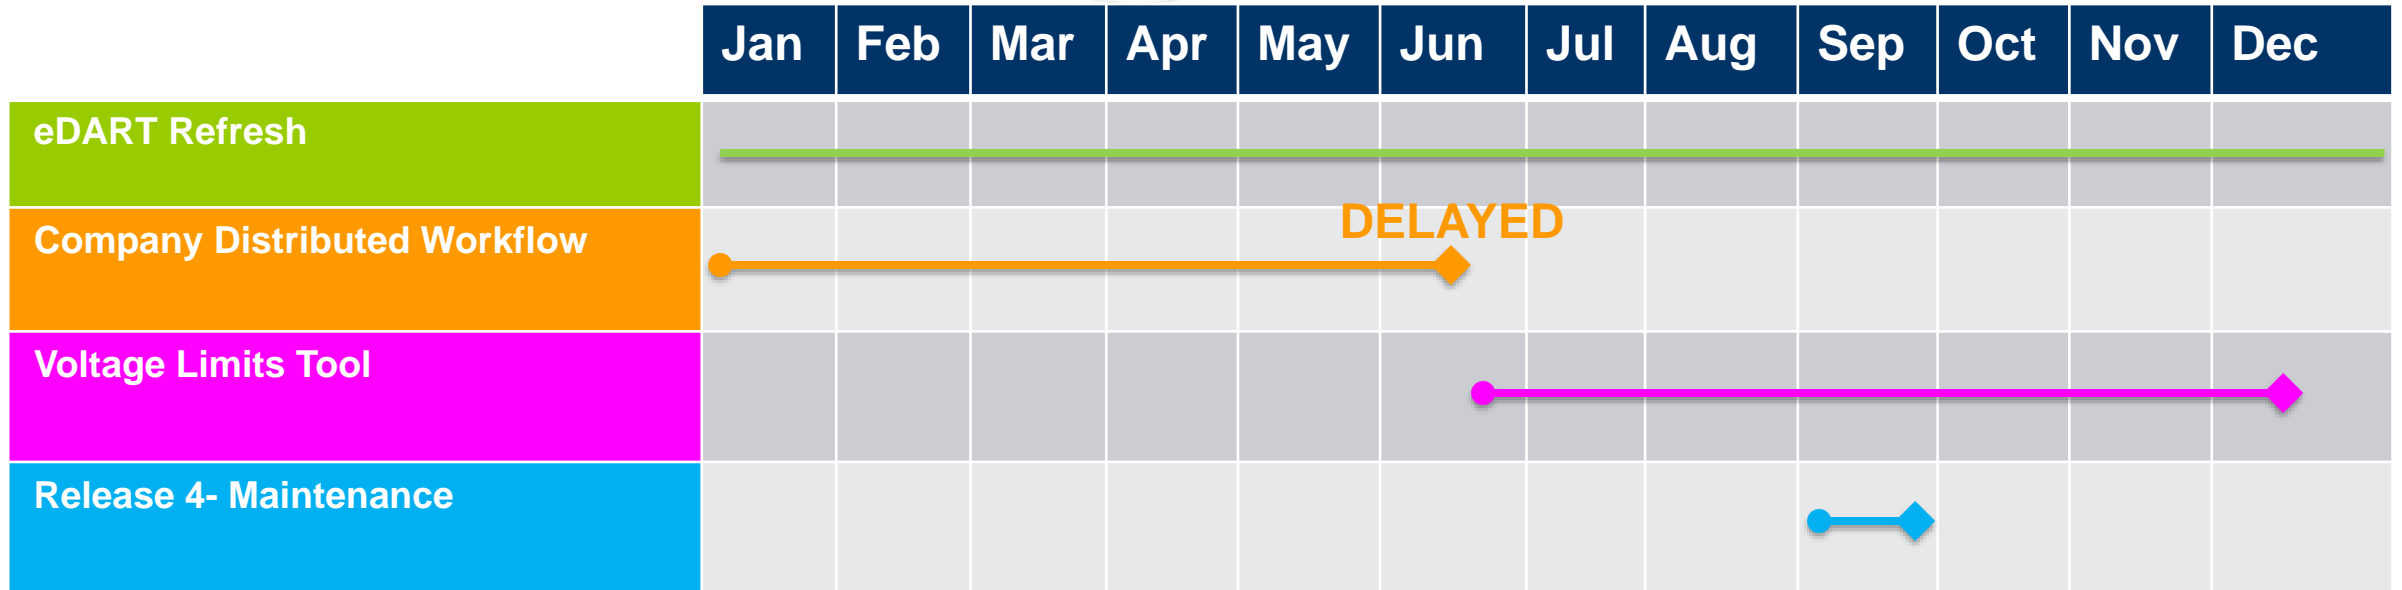 Jan Feb Mar Apr May Jun Jul Aug Sep Oct Nov Dec
eDART Refresh
DELAYED
Company Distributed Workflow
Voltage Limits Tool
Release 4- Maintenance